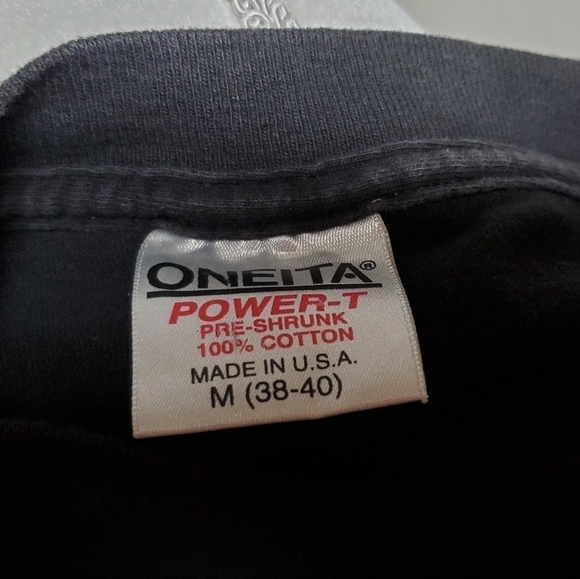 ONEITA®
POWER-T
PRE-SHRUNK
100% COTTON
MADE IN U.S.A.
M (38-40)